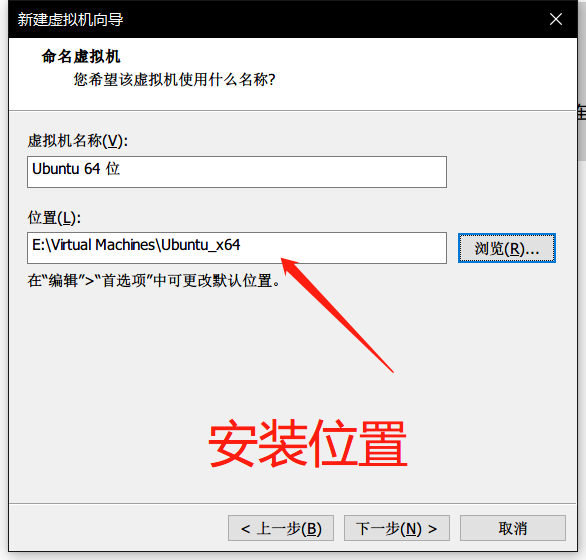 新建虚拟机向导
命名虚拟机
您希望该虚拟机使用什么名称?
虚拟机名称(V):
Ubuntu 64 位
位置(L):
E:\Virtual Machines\Ubuntu_x64
浏览(R)...
在“编辑”>“首选项”中可更改默认位置。
安装位置
< 上一步(B)
下一步(N) >
取消